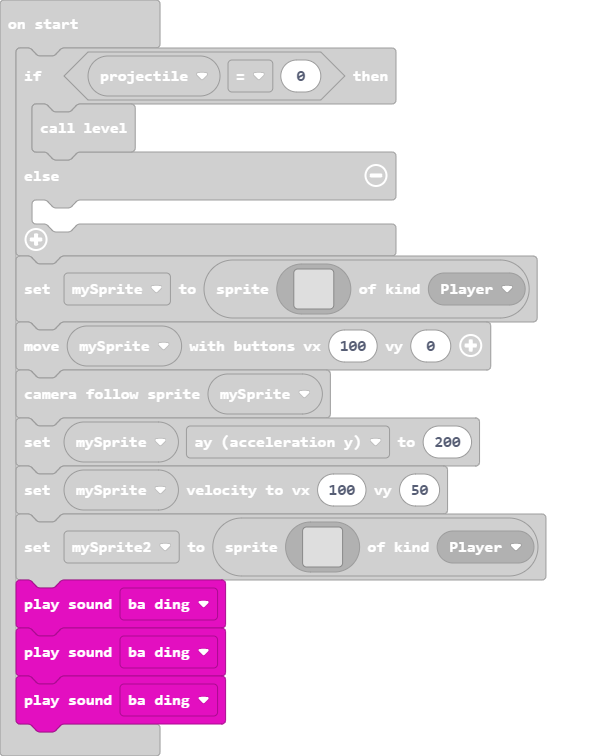 on start
if projectile = 0 then
call level
else
set mySprite to sprite of kind Player
move mySprite with buttons vx 100 vy 0
camera follow sprite mySprite
set mySprite ay (acceleration y) to 200
set mySprite velocity to vx 100 vy 50
set mySprite2 to sprite of kind Player
play sound ba ding
play sound ba ding
play sound ba ding